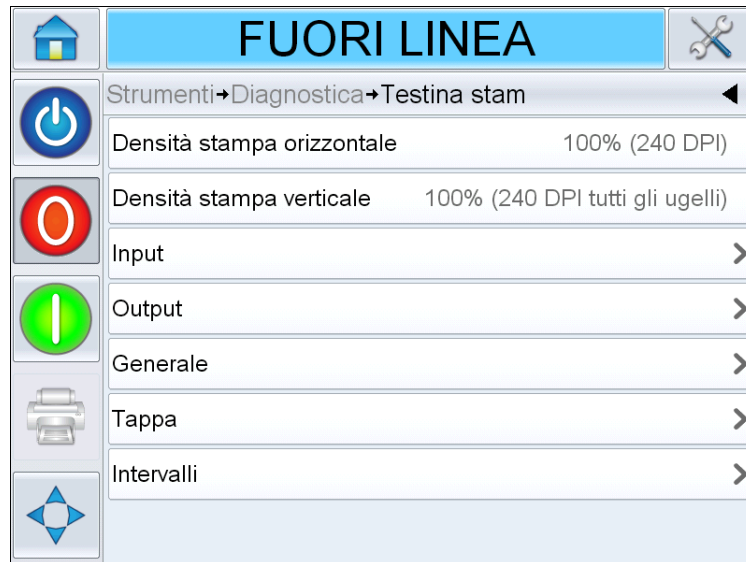 FUORI LINEA
Strumenti→Diagnostica→Testina stam
Densità stampa orizzontale 100% (240 DPI)
Densità stampa verticale 100% (240 DPI tutti gli ugelli)
Input
Output
Generale
Tappa
Intervalli